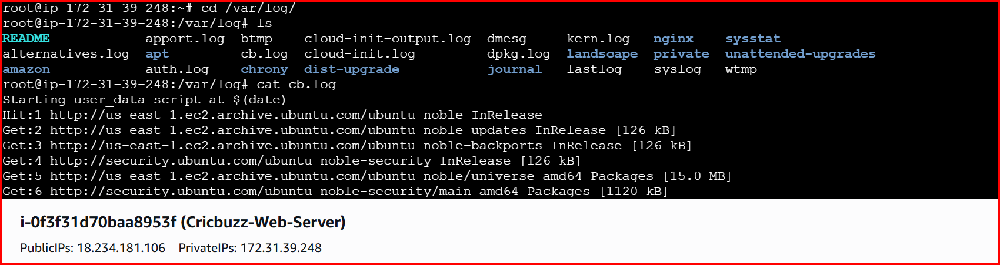 root@ip-172-31-39-248:~# cd /var/log/
root@ip-172-31-39-248:/var/log# ls
README            apport.log  btmp    cloud-init-output.log  dmesg     kern.log   nginx    sysstat
alternatives.log  apt         cb.log  cloud-init.log         dpkg.log  landscape  private  unattended-upgrades
amazon            auth.log    chrony  dist-upgrade           journal   lastlog    syslog   wtmp
root@ip-172-31-39-248:/var/log# cat cb.log
Starting user_data script at $(date)
Hit:1 http://us-east-1.ec2.archive.ubuntu.com/ubuntu noble InRelease
Get:2 http://us-east-1.ec2.archive.ubuntu.com/ubuntu noble-updates InRelease [126 kB]
Get:3 http://us-east-1.ec2.archive.ubuntu.com/ubuntu noble-backports InRelease [126 kB]
Get:4 http://security.ubuntu.com/ubuntu noble-security InRelease [126 kB]
Get:5 http://us-east-1.ec2.archive.ubuntu.com/ubuntu noble/universe amd64 Packages [15.0 MB]
Get:6 http://security.ubuntu.com/ubuntu noble-security/main amd64 Packages [1120 kB]
i-0f3f31d70baa8953f (Cricbuzz-Web-Server)
PublicIPs: 18.234.181.106    PrivateIPs: 172.31.39.248